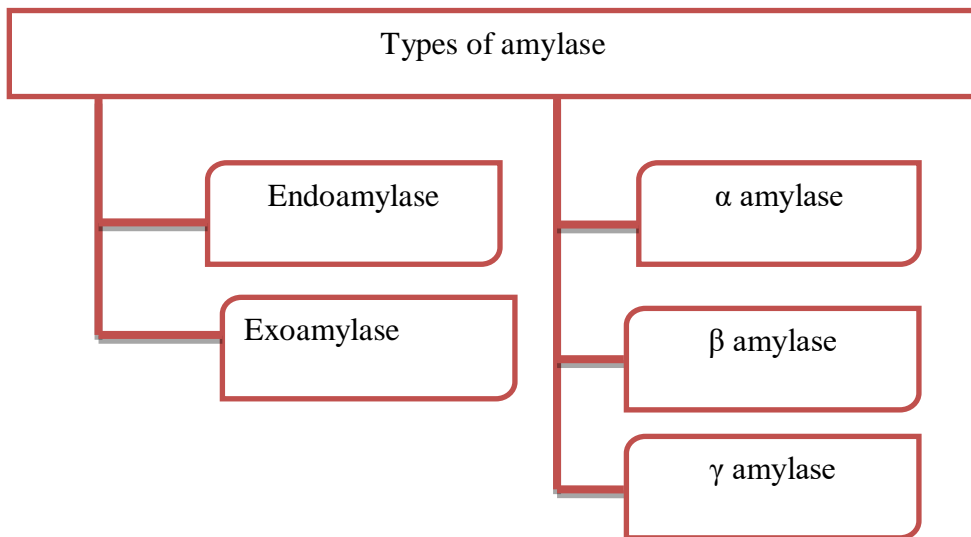 Types of amylase
Endoamylase
Exoamylase
α amylase
β amylase
γ amylase